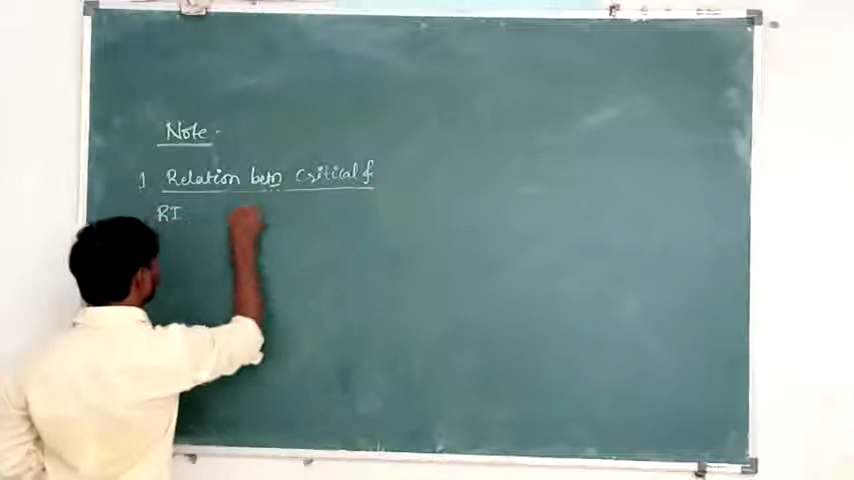 Note:-
1 Relation betn Critical &
RI